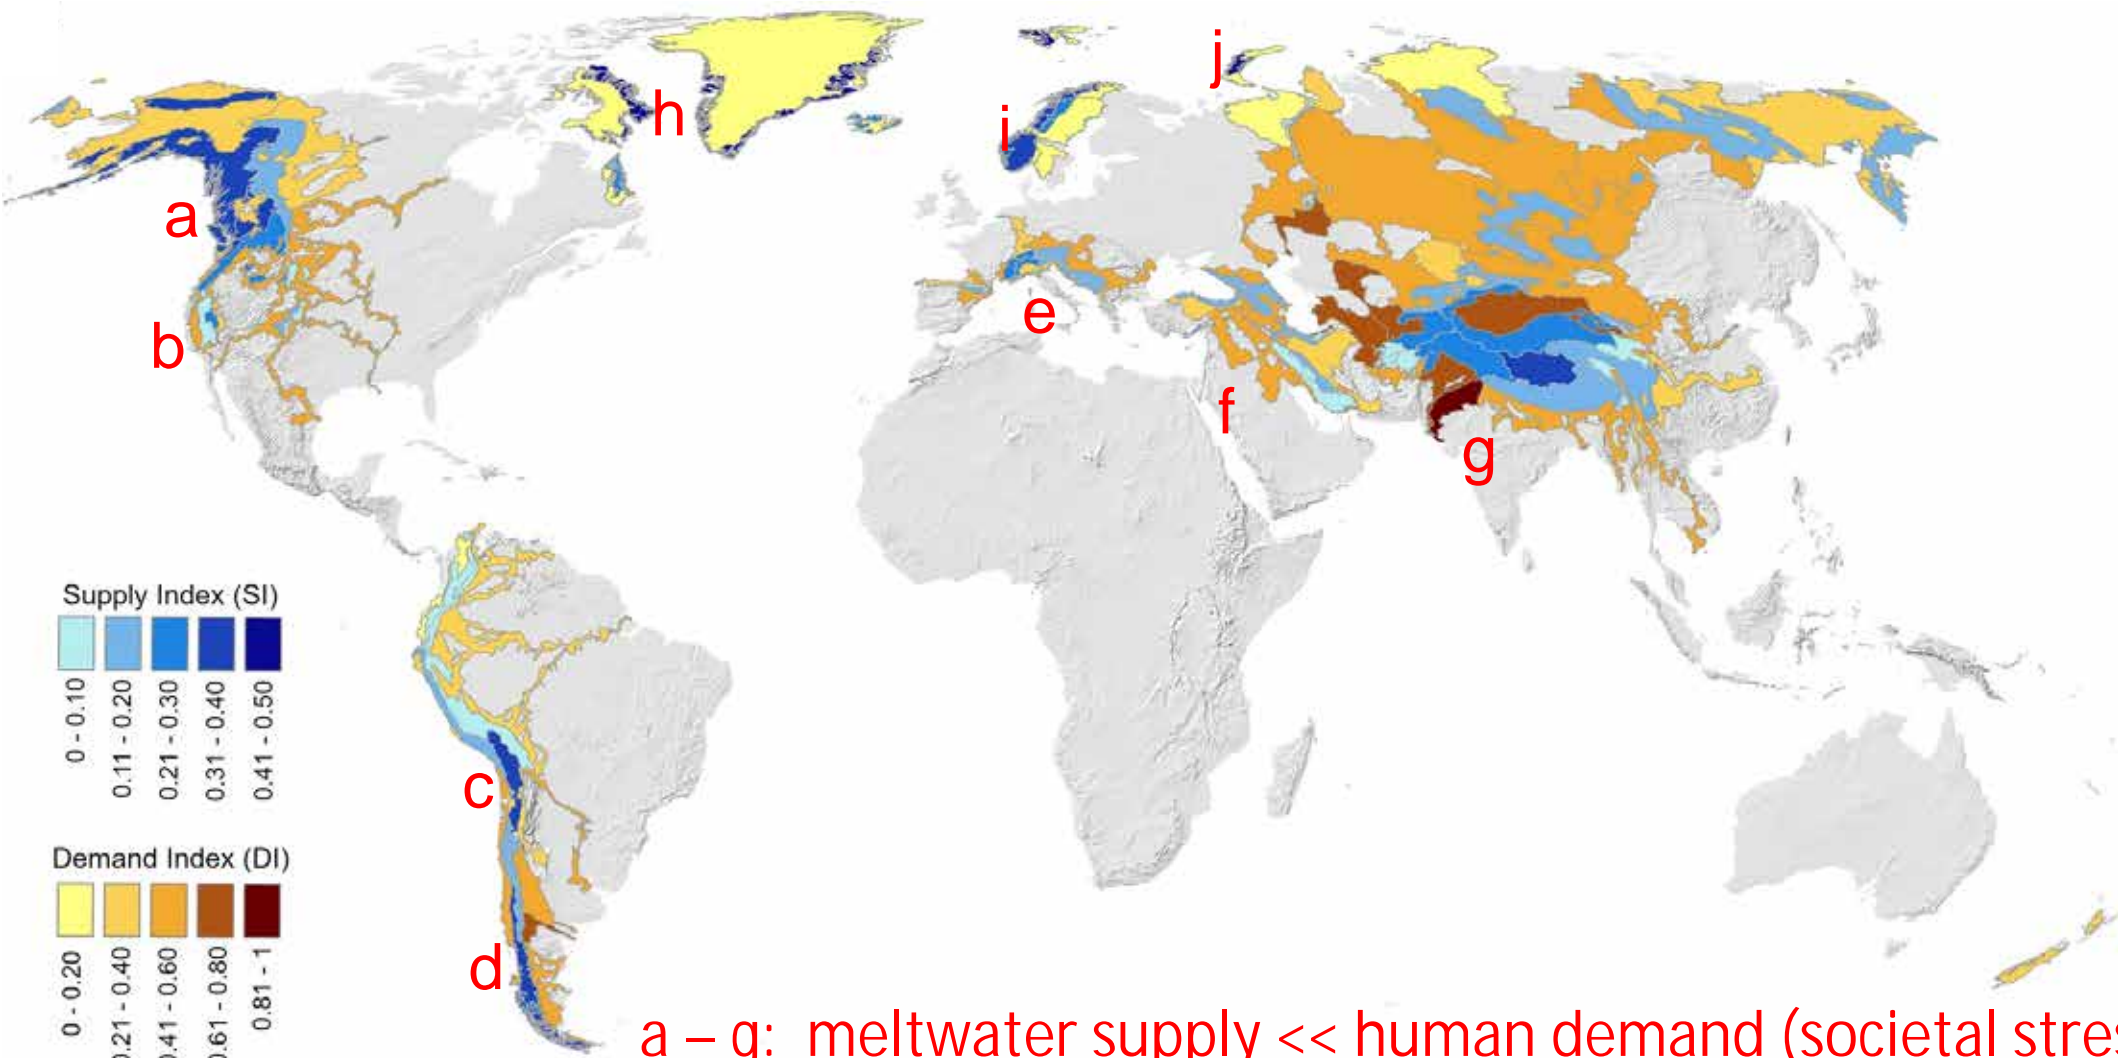 j
h
i
a
e
b
f
g
c
d
Supply Index (SI)
0 - 0.10
0.11 - 0.20
0.21 - 0.30
0.31 - 0.40
0.41 - 0.50
Demand Index (DI)
0 - 0.20
0.21 - 0.40
0.41 - 0.60
0.61 - 0.80
0.81 - 1
a – g: meltwater supply << human demand (societal